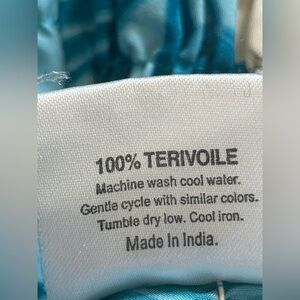 100% TERIVOILE
Machine wash cool water.
Gentle cycle with similar colors.
Tumble dry low. Cool iron.
Made In India.